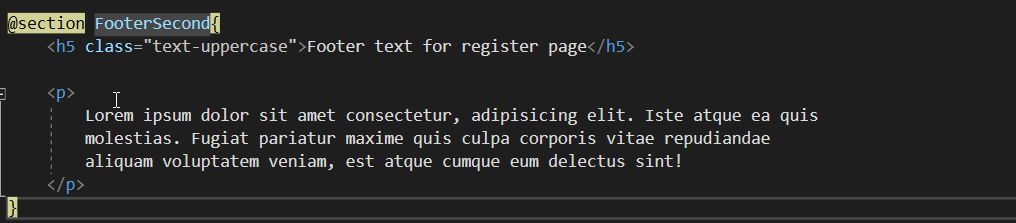 @section FooterSecond{
<h5 class="text-uppercase">Footer text for register page</h5>
<p>
Lorem ipsum dolor sit amet consectetur, adipisicing elit. Iste atque ea quis
molestias. Fugiat pariatur maxime quis culpa corporis vitae repudiandae
aliquam voluptatem veniam, est atque cumque eum delectus sint!
</p>
}